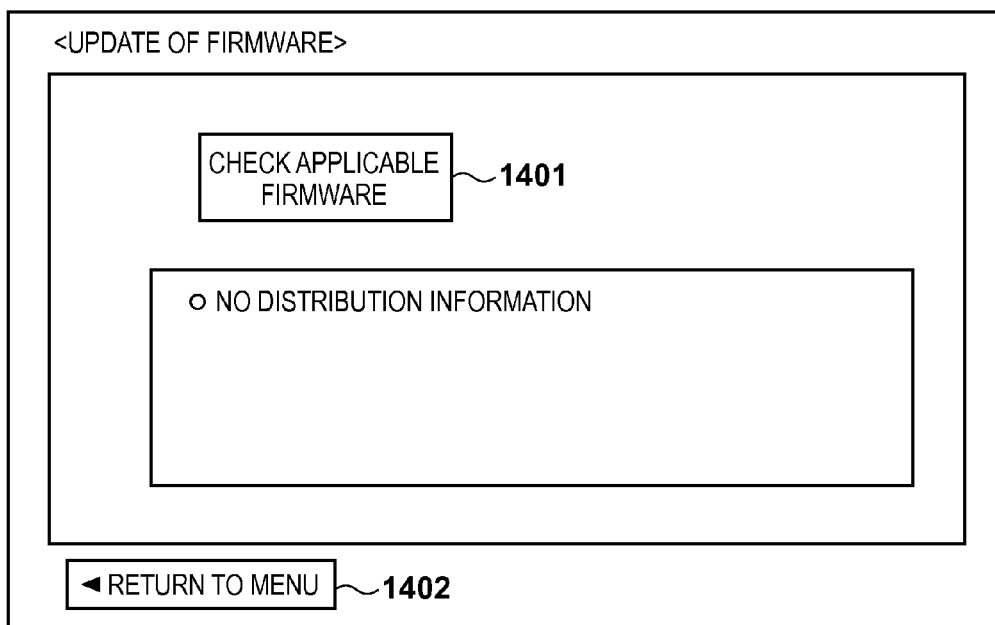 <UPDATE OF FIRMWARE>
CHECK APPLICABLE
FIRMWARE
1401
NO DISTRIBUTION INFORMATION
RETURN TO MENU
1402